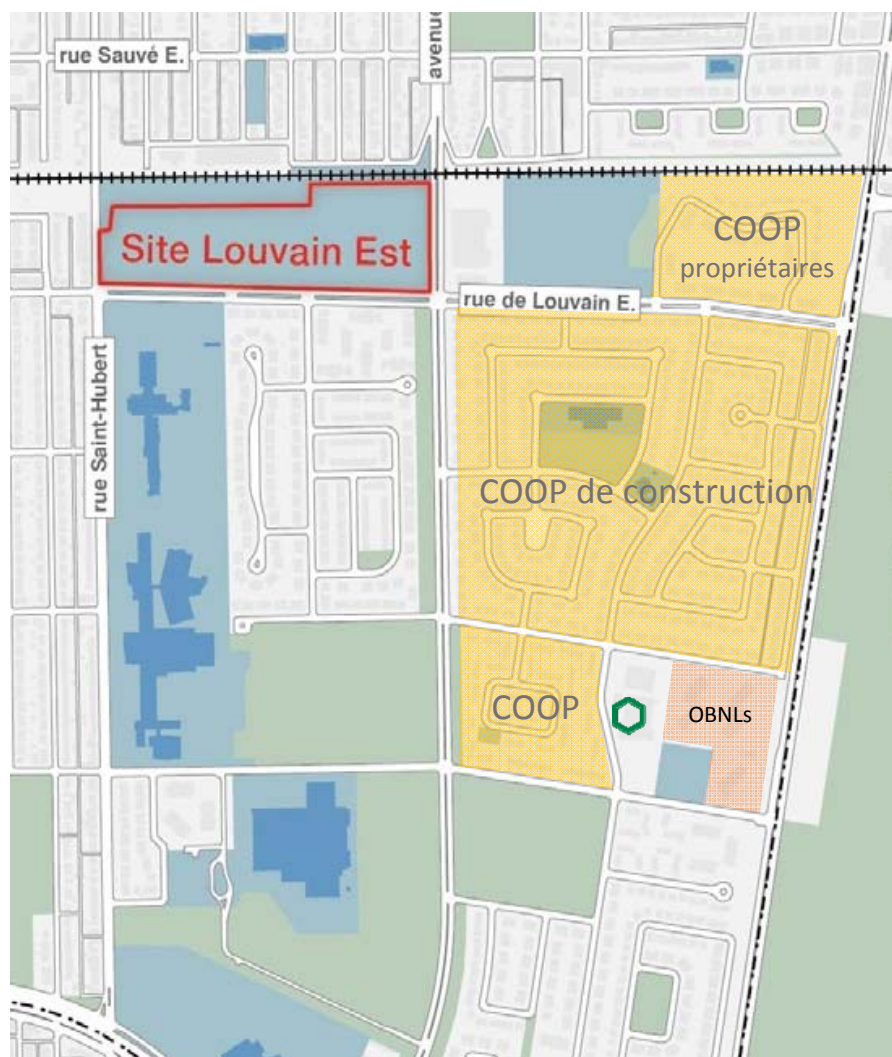 rue Sauvé E.
avenue
COOP
propriétaires
Site Louvain Est
rue de Louvain E.
rue Saint-Hubert
COOP de construction
COOP
OBNLs